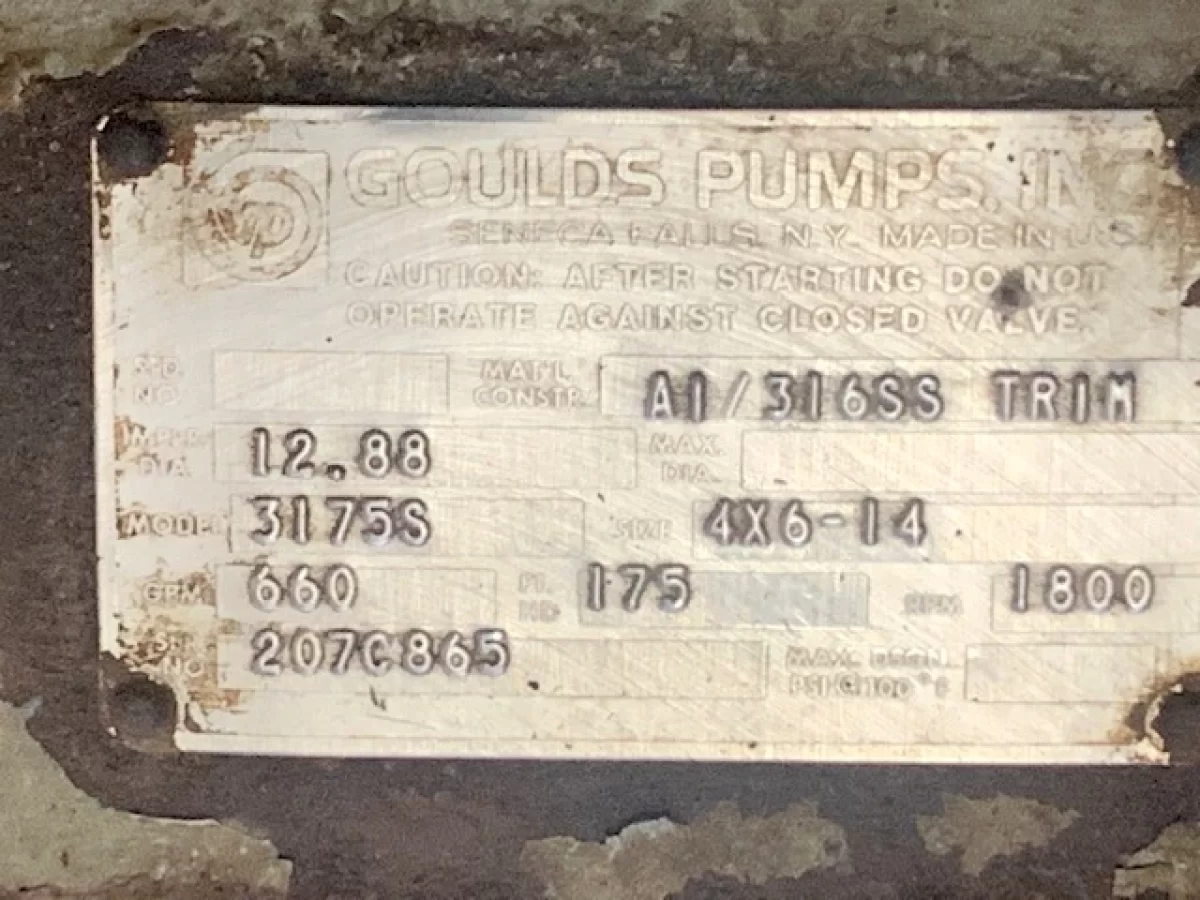 GOULDS PUMPS, INC
SENECA FALLS, N.Y. MADE IN U.S.
CAUTION: AFTER STARTING DO NOT
OPERATE AGAINST CLOSED VALVE.
STD. NO. MAT'L. CONSTR. A1/316SS TRIM
IMPLR. DIA. 12.88 MAX. DIA.
MODEL 3175S SIZE 4X6-14
GPM 660 FT. HD 175 RPM 1800
SER. NO. 207C865 MAX. DSGN. PSI@100°F